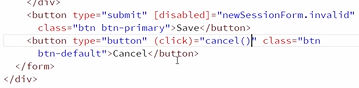 </div>
<button type="submit" [disabled]="newSessionForm.invalid"
class="btn btn-primary">Save</button>
<button type="button" (click)="cancel()" class="btn
btn-default">Cancel</button>
</form>
</div>